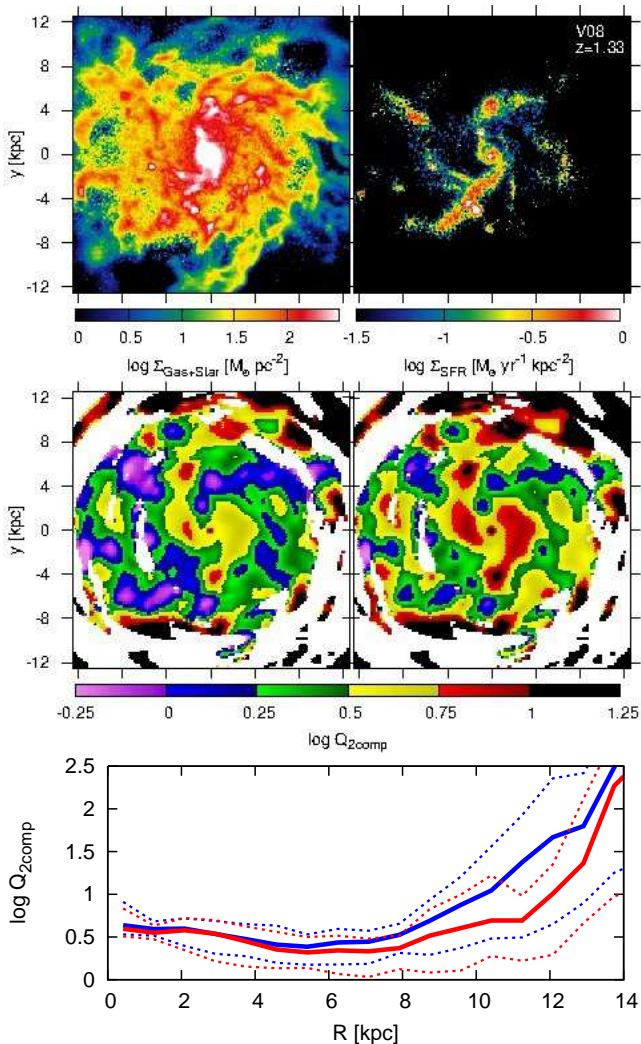 12
8
4
0
-4
-8
-12
y [kpc]
V08
z=1.33
0 0.5 1 1.5 2
-1.5 -1 -0.5 0
log Σ_Gas+Star [M⊙ pc⁻²]
log Σ_SFR [M⊙ yr⁻¹ kpc⁻²]
12
8
4
0
-4
-8
-12
y [kpc]
-0.25 0 0.25 0.5 0.75 1 1.25
log Q_2comp
2.5
2
1.5
1
0.5
0
log Q_2comp
0 2 4 6 8 10 12 14
R [kpc]